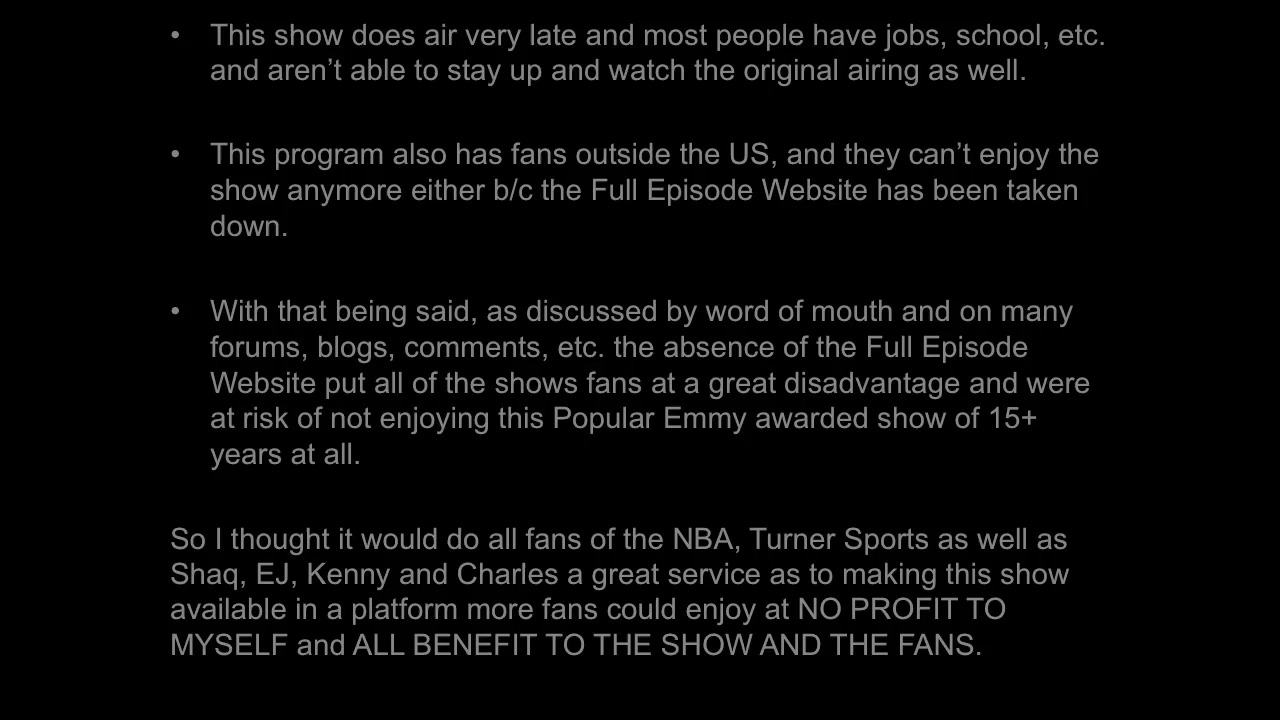 • This show does air very late and most people have jobs, school, etc.
and aren’t able to stay up and watch the original airing as well.
• This program also has fans outside the US, and they can’t enjoy the
show anymore either b/c the Full Episode Website has been taken
down.
• With that being said, as discussed by word of mouth and on many
forums, blogs, comments, etc. the absence of the Full Episode
Website put all of the shows fans at a great disadvantage and were
at risk of not enjoying this Popular Emmy awarded show of 15+
years at all.
So I thought it would do all fans of the NBA, Turner Sports as well as
Shaq, EJ, Kenny and Charles a great service as to making this show
available in a platform more fans could enjoy at NO PROFIT TO
MYSELF and ALL BENEFIT TO THE SHOW AND THE FANS.